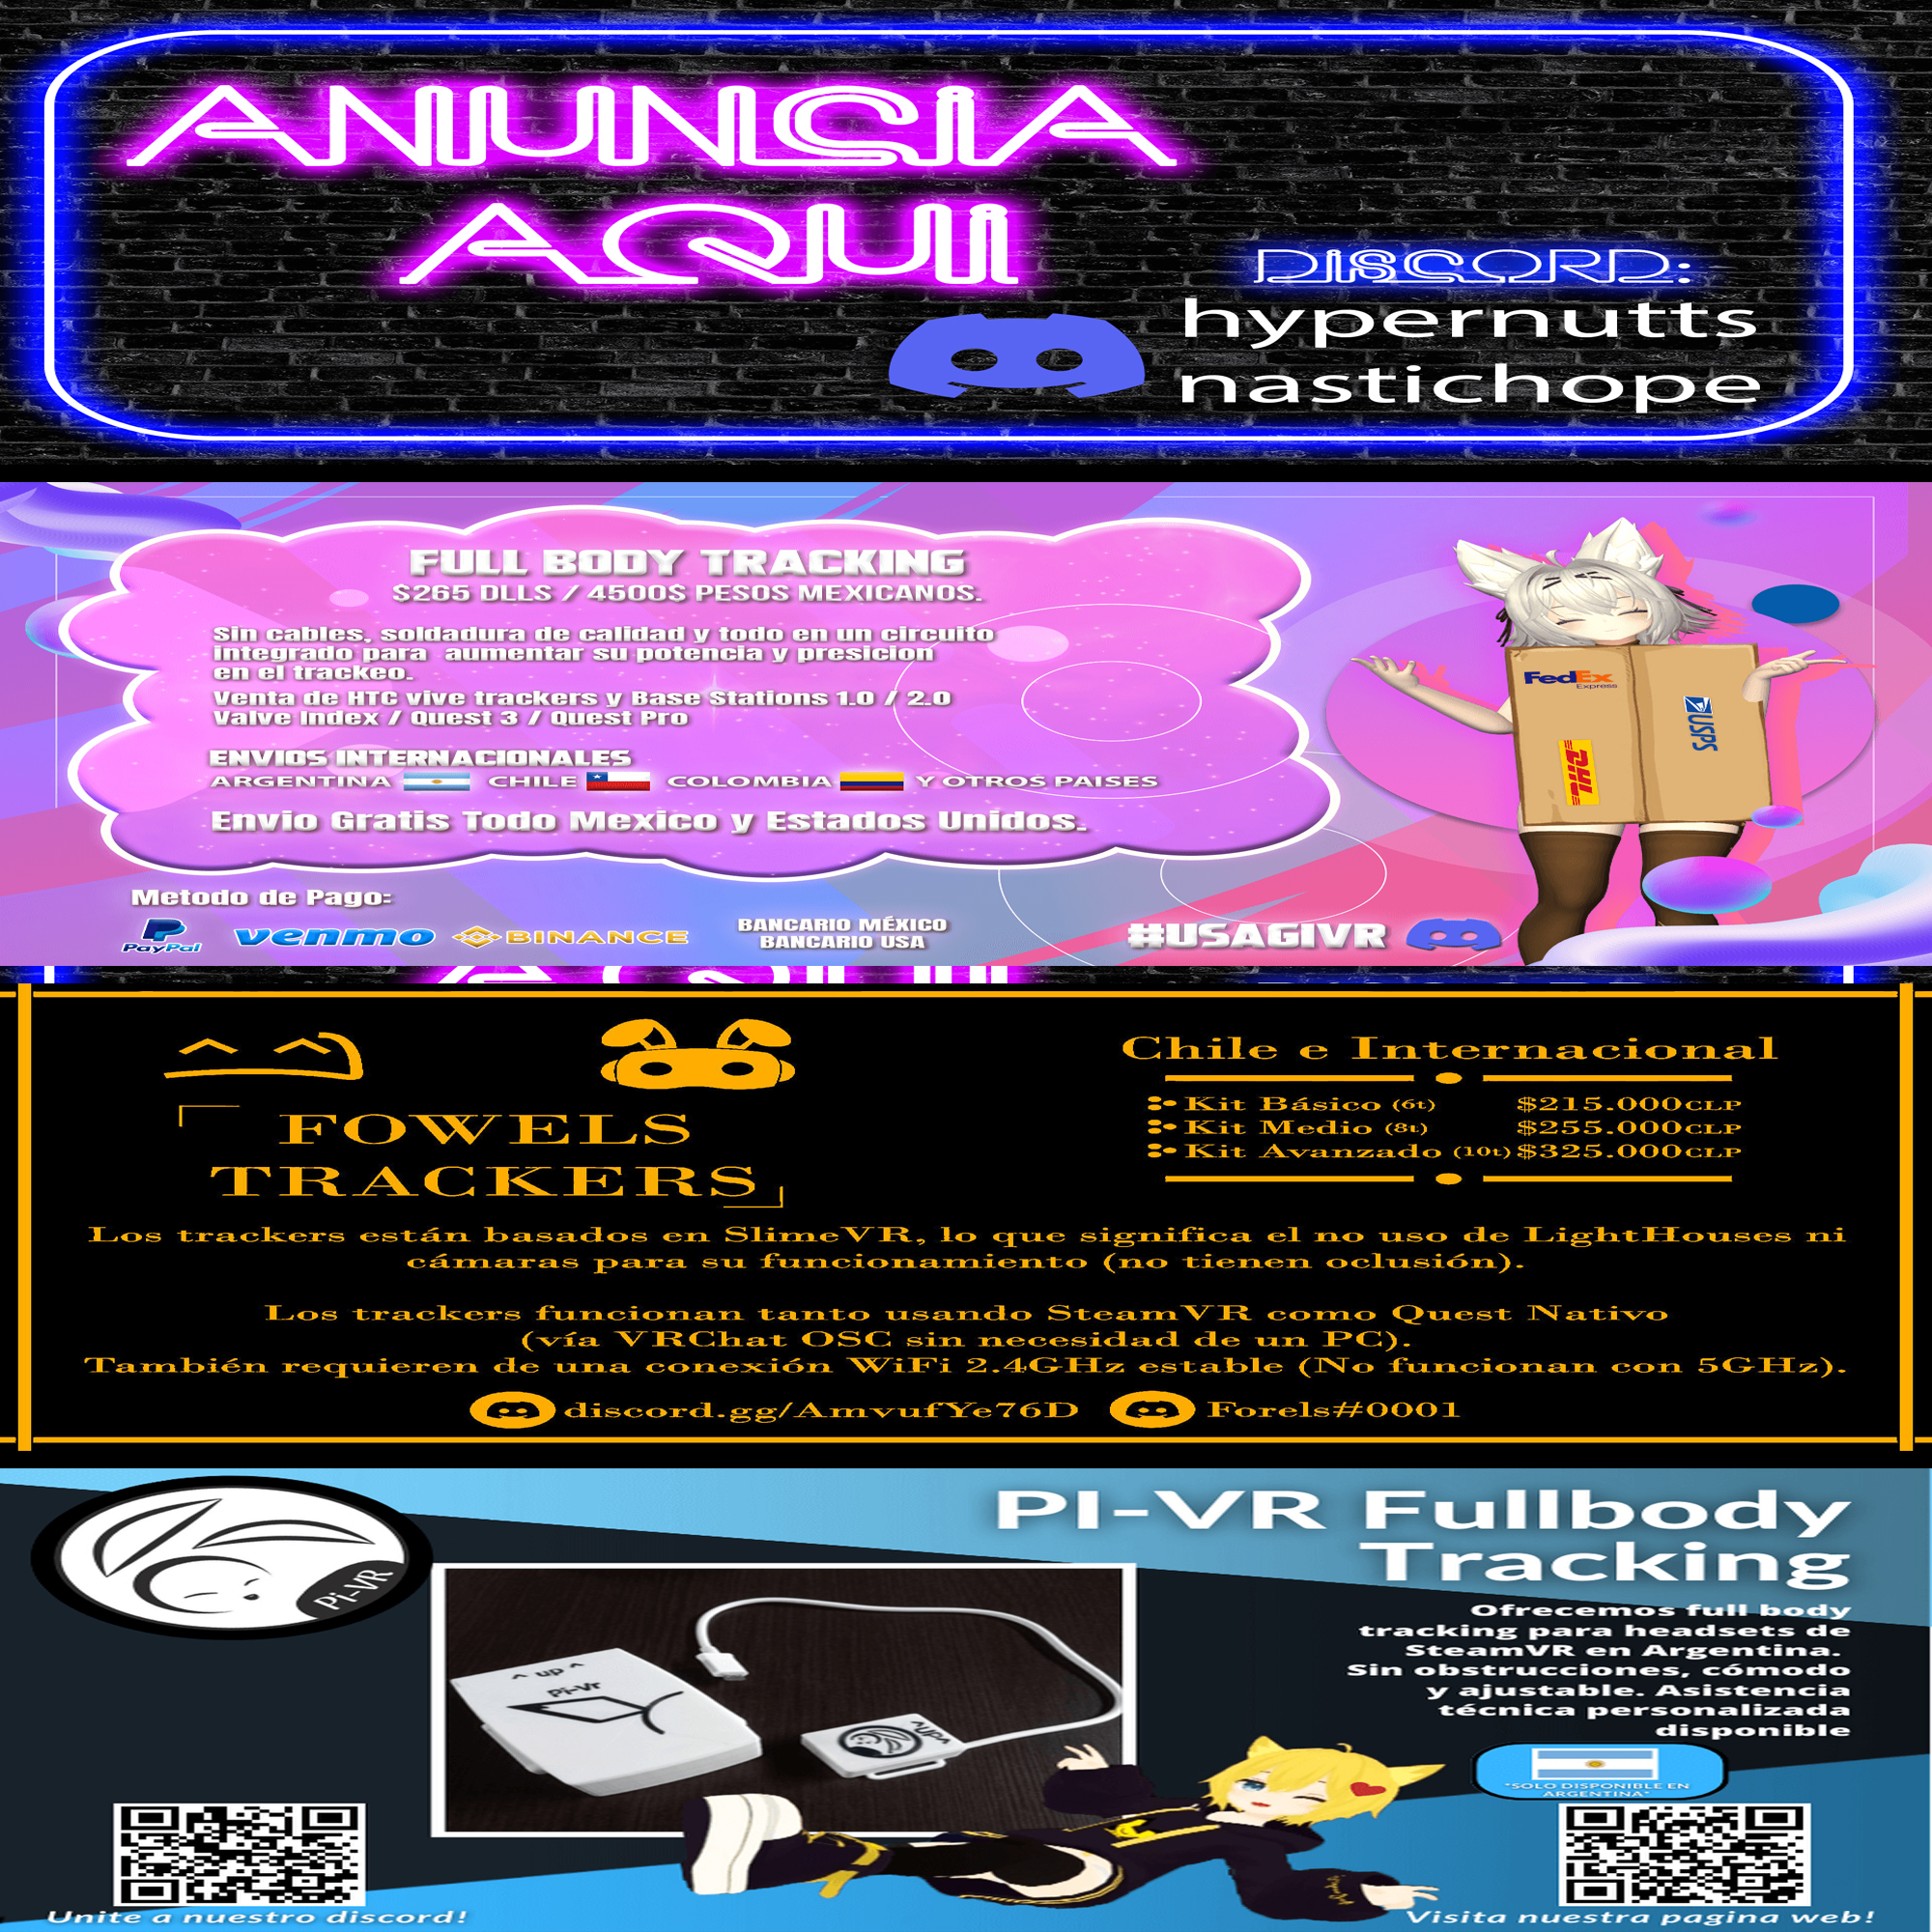 ANUNCIA
AQUI
DISCORD:
hypernutts
nastichope
FULL BODY TRACKING
$265 DLLS / 4500$ PESOS MEXICANOS.
Sin cables, soldadura de calidad y todo en un circuito
integrado para aumentar su potencia y presicion
en el trackeo.
Venta de HTC vive trackers y Base Stations 1.0 / 2.0
Valve Index / Quest 3 / Quest Pro
ENVIOS INTERNACIONALES
ARGENTINA CHILE COLOMBIA Y OTROS PAISES
Envio Gratis Todo Mexico y Estados Unidos.
FedEx
Express
USPS
DHL
Metodo de Pago:
PayPal venmo BINANCE
BANCARIO MÉXICO
BANCARIO USA
#USAGIVR
FOWELS
TRACKERS
Chile e Internacional
Kit Básico (6t) $215.000CLP
Kit Medio (8t) $255.000CLP
Kit Avanzado (10t) $325.000CLP
Los trackers están basados en SlimeVR, lo que significa el no uso de LightHouses ni
cámaras para su funcionamiento (no tienen oclusión).
Los trackers funcionan tanto usando SteamVR como Quest Nativo
(vía VRChat OSC sin necesidad de un PC).
También requieren de una conexión WiFi 2.4GHz estable (No funcionan con 5GHz).
discord.gg/AmvufYe76D Forels#0001
Pi-VR
PI-VR Fullbody
Tracking
Ofrecemos full body
tracking para headsets de
SteamVR en Argentina.
Sin obstrucciones, cómodo
y ajustable. Asistencia
técnica personalizada
disponible
^ up ^
Pi-Vr
^up^
*SOLO DISPONIBLE EN
ARGENTINA*
Unite a nuestro discord!
Visita nuestra pagina web!